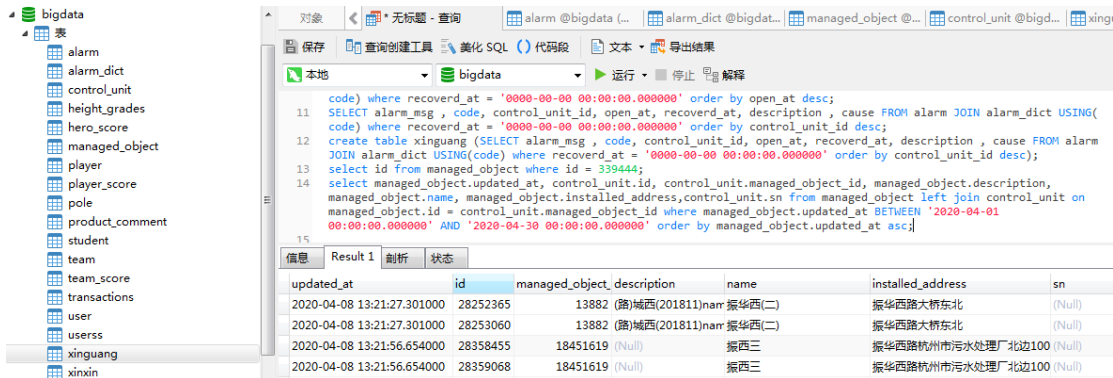 bigdata
表
alarm
alarm_dict
control_unit
height_grades
hero_score
managed_object
player
player_score
pole
product_comment
student
team
team_score
transactions
user
userss
xinguang
xinxin
对象
* 无标题 - 查询
alarm @bigdata (...
alarm_dict @bigdat...
managed_object @...
control_unit @bigd...
xingu
保存 查询创建工具 美化 SQL () 代码段 文本 导出结果
本地 bigdata 运行 停止 解释
code) where recoverd_at = '0000-00-00 00:00:00.000000' order by open_at desc;
11 SELECT alarm_msg , code, control_unit_id, open_at, recoverd_at, description , cause FROM alarm JOIN alarm_dict USING(
code) where recoverd_at = '0000-00-00 00:00:00.000000' order by control_unit_id desc;
12 create table xinguang (SELECT alarm_msg , code, control_unit_id, open_at, recoverd_at, description , cause FROM alarm
JOIN alarm_dict USING(code) where recoverd_at = '0000-00-00 00:00:00.000000' order by control_unit_id desc);
13 select id from managed_object where id = 339444;
14 select managed_object.updated_at, control_unit.id, control_unit.managed_object_id, managed_object.description,
managed_object.name, managed_object.installed_address,control_unit.sn from managed_object left join control_unit on
managed_object.id = control_unit.managed_object_id where managed_object.updated_at BETWEEN '2020-04-01
00:00:00.000000' AND '2020-04-30 00:00:00.000000' order by managed_object.updated_at asc;
15
信息 Result 1 剖析 状态
updated_at id managed_object_ description name installed_address sn
2020-04-08 13:21:27.301000 28252365 13882 (路)城西(201811)nam 振华西(二) 振华西路大桥东北 (Null)
2020-04-08 13:21:27.301000 28253060 13882 (路)城西(201811)nam 振华西(二) 振华西路大桥东北 (Null)
2020-04-08 13:21:56.654000 28358455 18451619 (Null) 振西三 振华西路杭州市污水处理厂北边100 (Null)
2020-04-08 13:21:56.654000 28359068 18451619 (Null) 振西三 振华西路杭州市污水处理厂北边100 (Null)